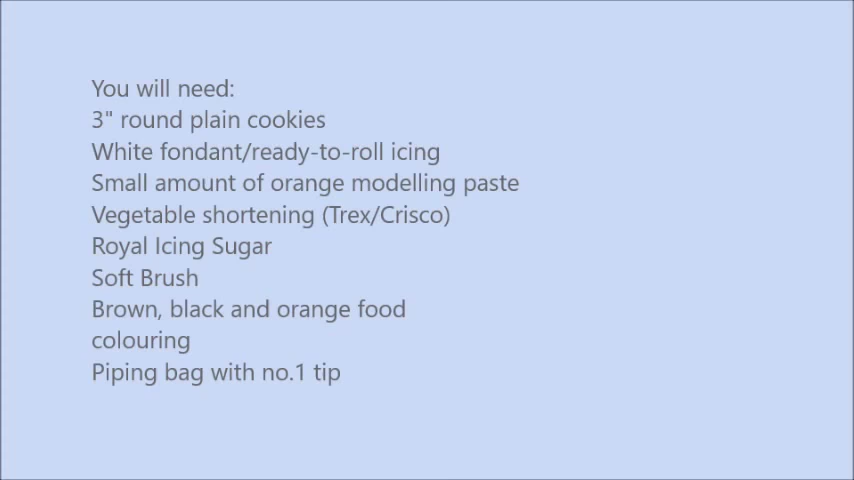 You will need:
3" round plain cookies
White fondant/ready-to-roll icing
Small amount of orange modelling paste
Vegetable shortening (Trex/Crisco)
Royal Icing Sugar
Soft Brush
Brown, black and orange food
colouring
Piping bag with no.1 tip